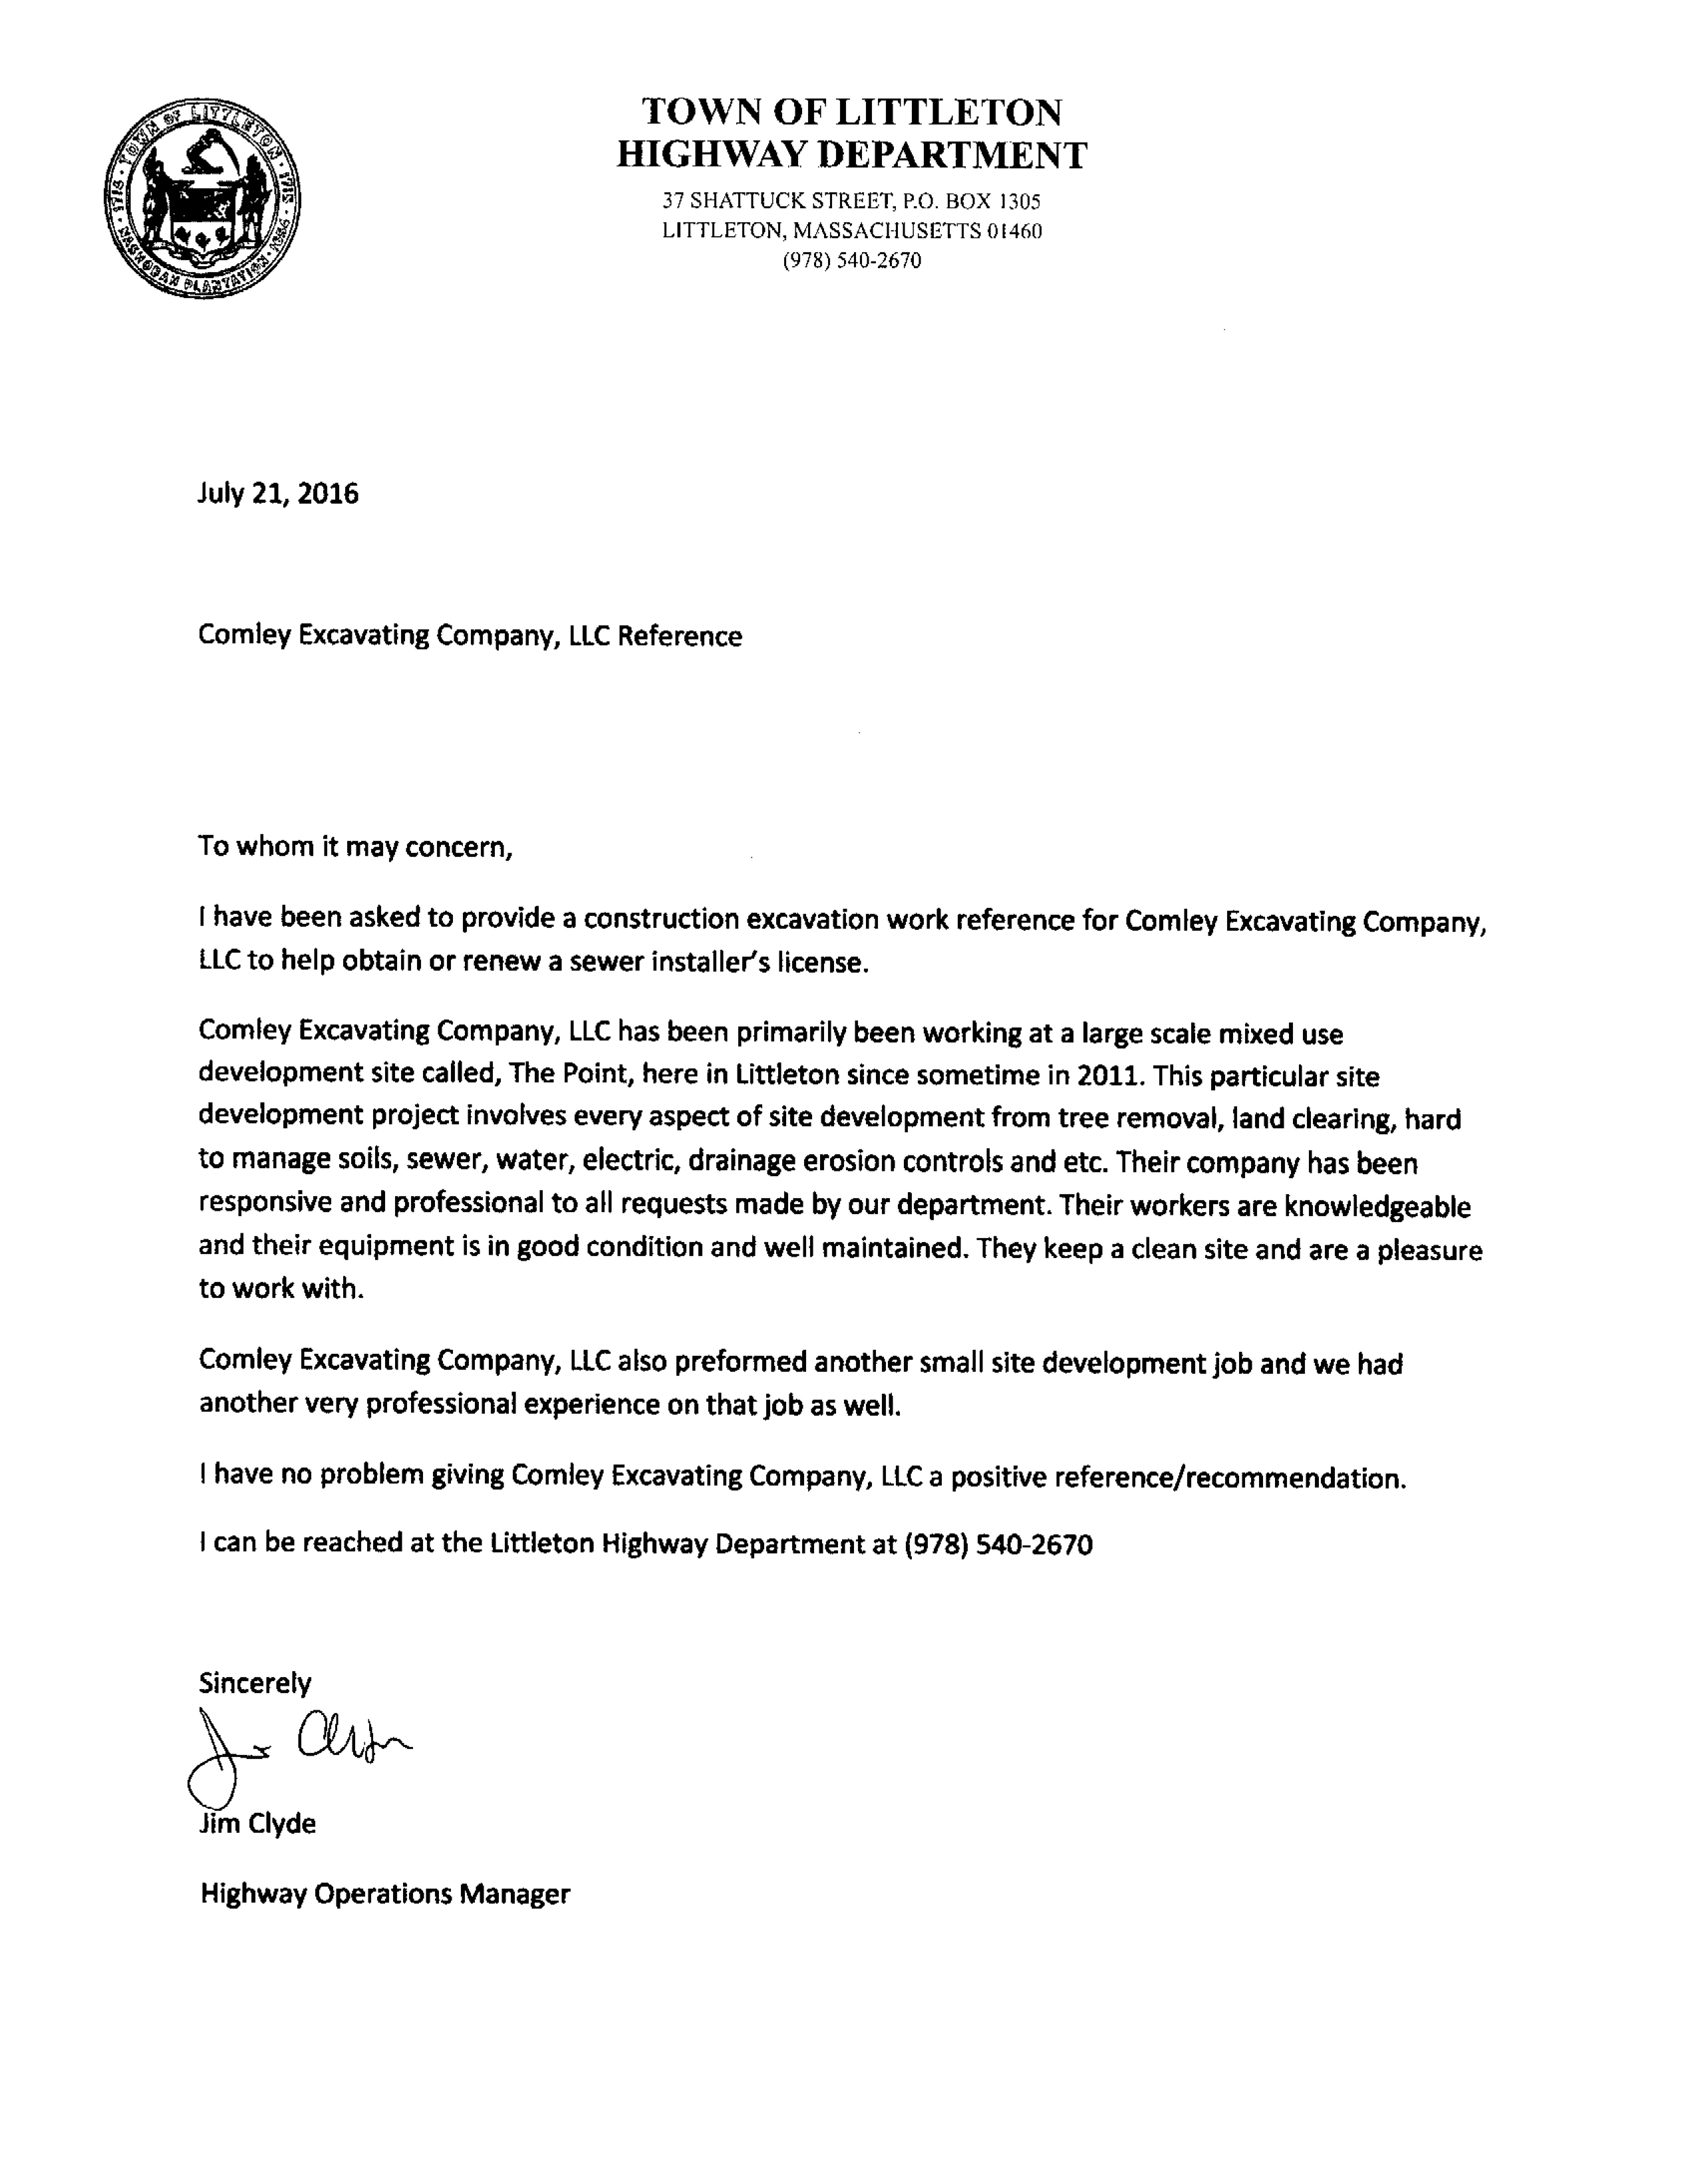 TOWN OF LITTLETON · 1715 · NASHOBAH PLANTATION · 1686 · 1715
TOWN OF LITTLETON
HIGHWAY DEPARTMENT
37 SHATTUCK STREET, P.O. BOX 1305
LITTLETON, MASSACHUSETTS 01460
(978) 540-2670
July 21, 2016
Comley Excavating Company, LLC Reference
To whom it may concern,
I have been asked to provide a construction excavation work reference for Comley Excavating Company,
LLC to help obtain or renew a sewer installer's license.
Comley Excavating Company, LLC has been primarily been working at a large scale mixed use
development site called, The Point, here in Littleton since sometime in 2011. This particular site
development project involves every aspect of site development from tree removal, land clearing, hard
to manage soils, sewer, water, electric, drainage erosion controls and etc. Their company has been
responsive and professional to all requests made by our department. Their workers are knowledgeable
and their equipment is in good condition and well maintained. They keep a clean site and are a pleasure
to work with.
Comley Excavating Company, LLC also preformed another small site development job and we had
another very professional experience on that job as well.
I have no problem giving Comley Excavating Company, LLC a positive reference/recommendation.
I can be reached at the Littleton Highway Department at (978) 540-2670
Sincerely
Jim Clyde
Highway Operations Manager